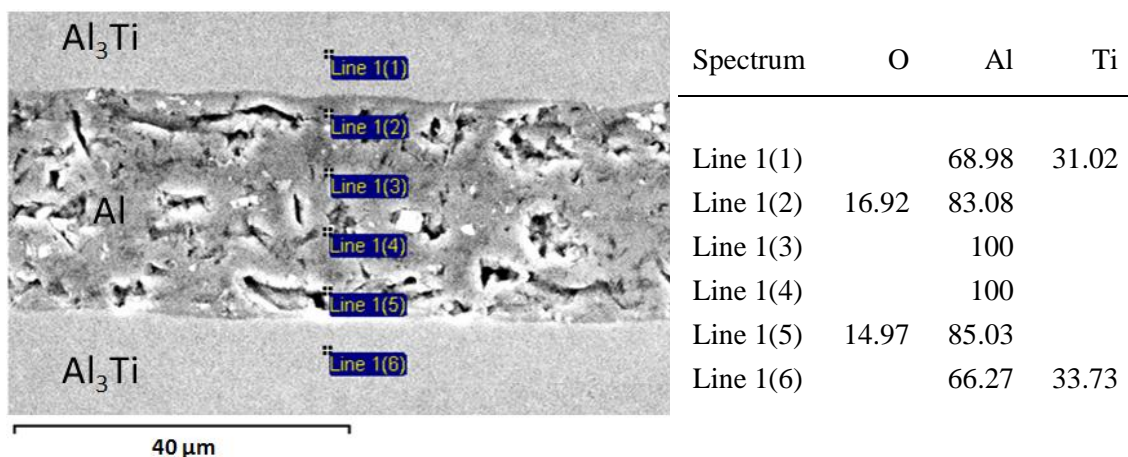 Al₃Ti
Line 1(1)
Line 1(2)
Line 1(3)
Al
Line 1(4)
Line 1(5)
Line 1(6)
Al₃Ti
40 µm
Spectrum O Al Ti
Line 1(1) 68.98 31.02
Line 1(2) 16.92 83.08
Line 1(3) 100
Line 1(4) 100
Line 1(5) 14.97 85.03
Line 1(6) 66.27 33.73